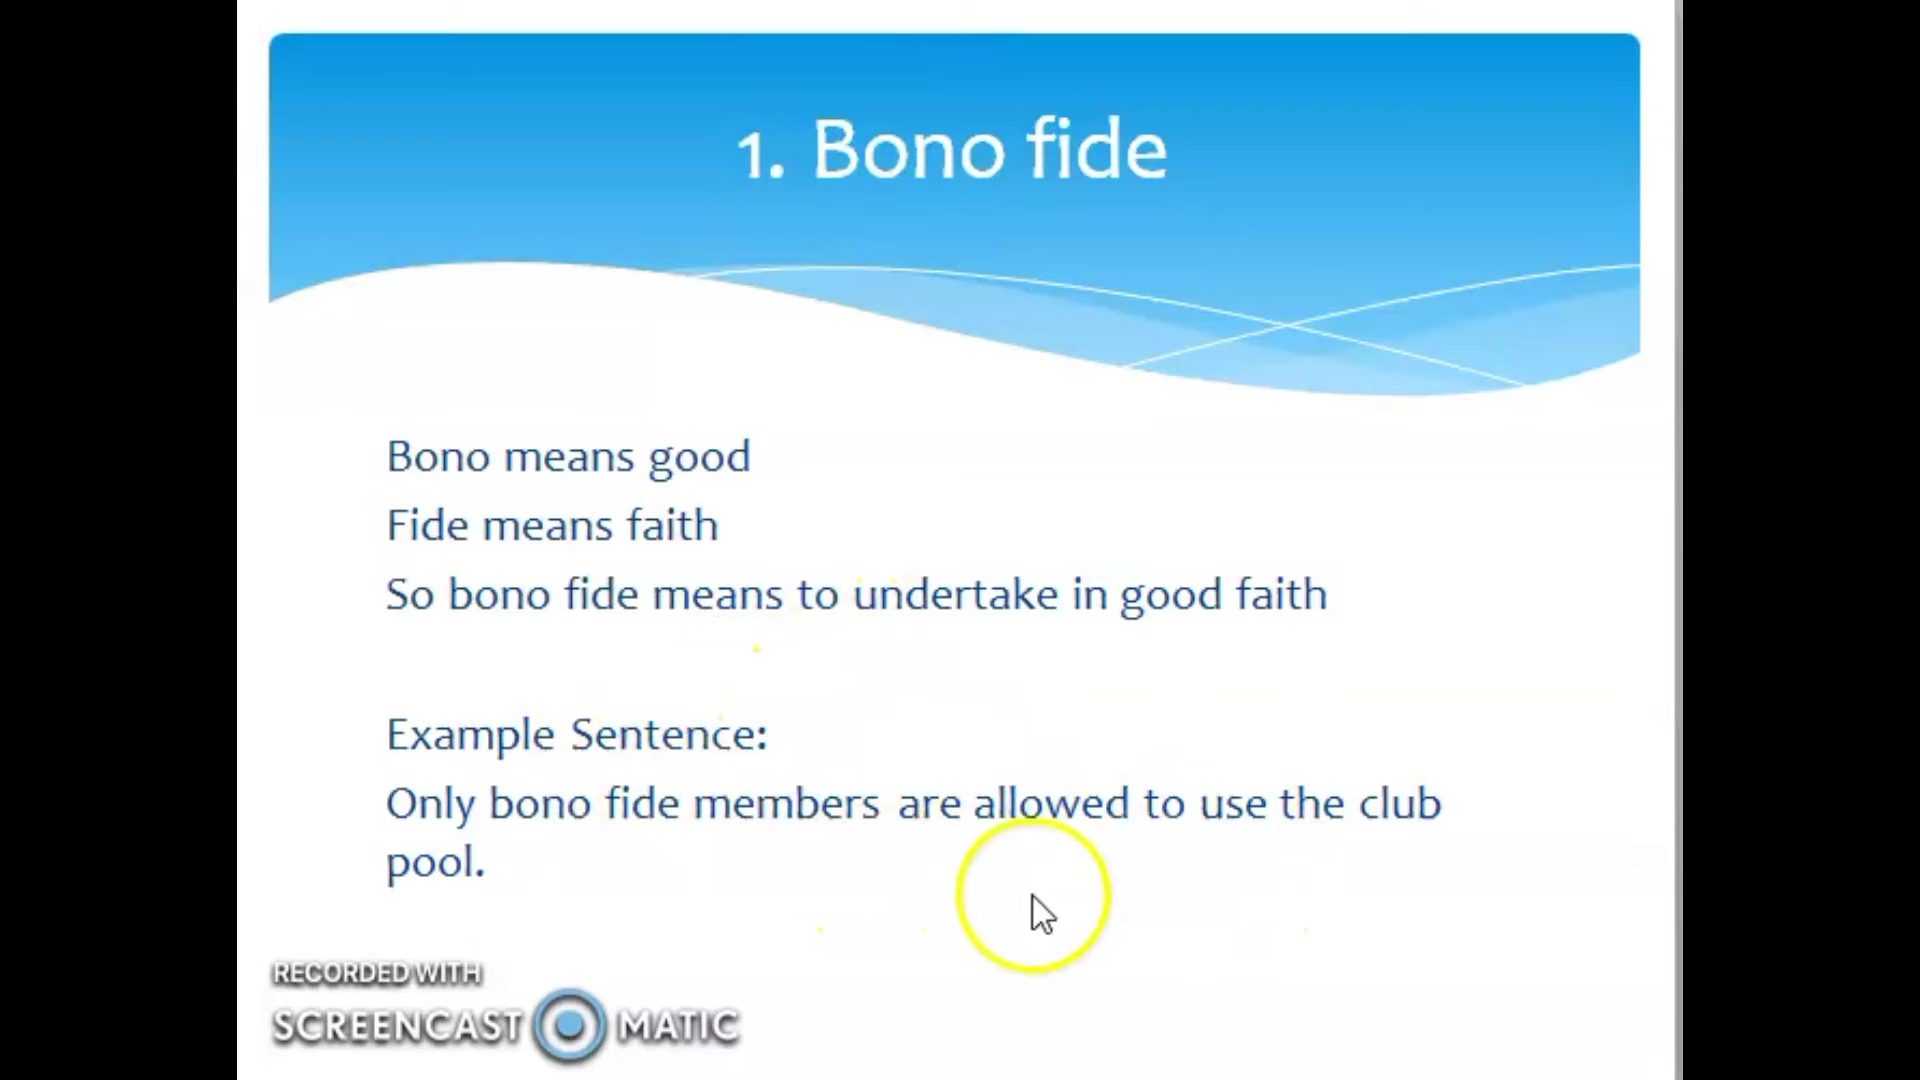 1. Bono fide
Bono means good
Fide means faith
So bono fide means to undertake in good faith
Example Sentence:
Only bono fide members are allowed to use the club
pool.
RECORDED WITH
SCREENCAST MATIC